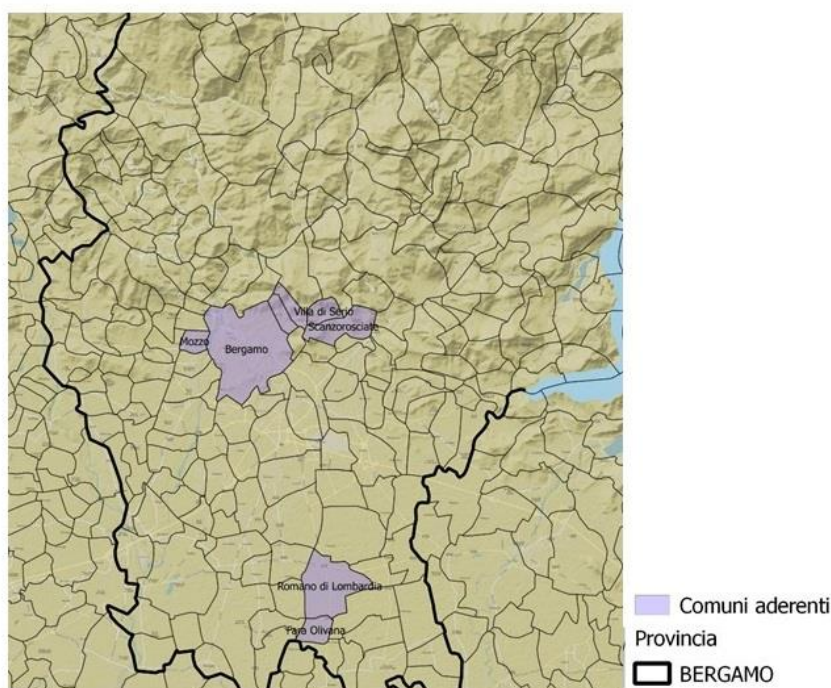 Villa di Serio
Scanzorosciate
Mozzo
Bergamo
Romano di Lombardia
Fara Olivana
Comuni aderenti
Provincia
BERGAMO